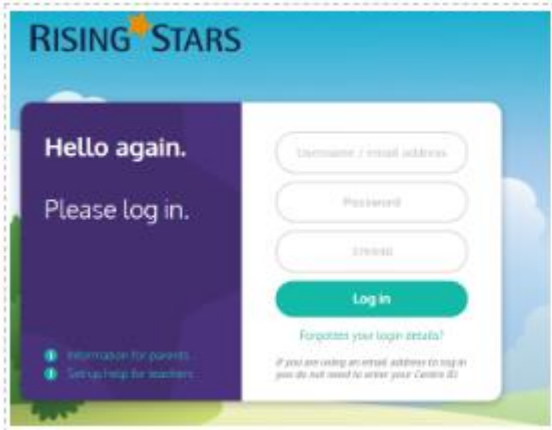 RISING STARS
Hello again.
Please log in.
Username / email address
Password
Log in
Forgotten your login details?
If you are using an email address to log in
you do not need to enter your Centre ID.
Information for parents
Set up help for teachers